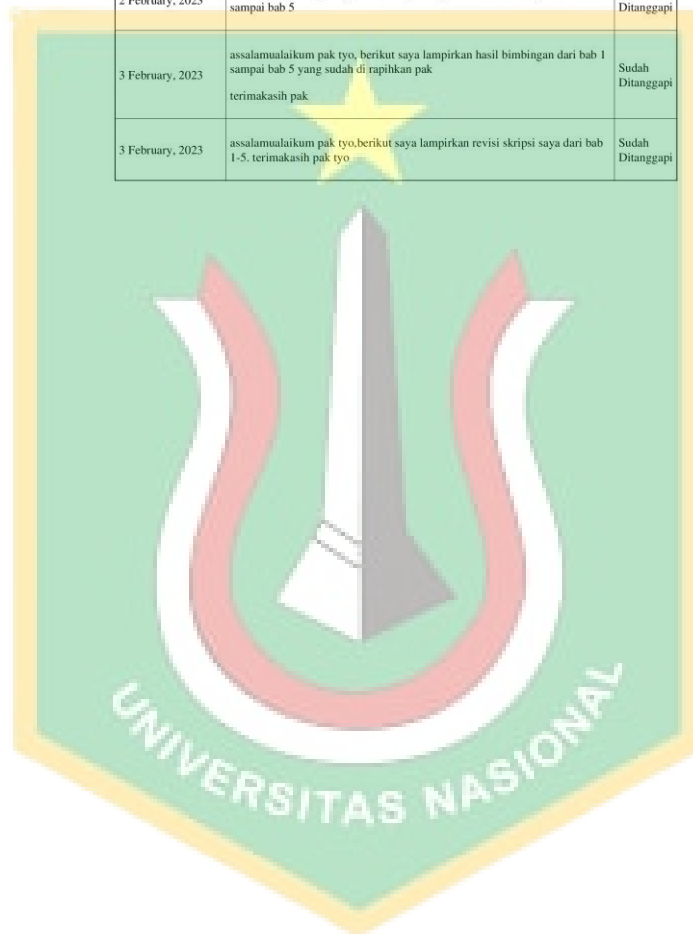 2 February, 2023
sampai bab 5
Ditanggapi
3 February, 2023
assalamualaikum pak tyo, berikut saya lampirkan hasil bimbingan dari bab 1
sampai bab 5 yang sudah di rapihkan pak
terimakasih pak
Sudah
Ditanggapi
3 February, 2023
assalamualaikum pak tyo,berikut saya lampirkan revisi skripsi saya dari bab
1-5. terimakasih pak tyo
Sudah
Ditanggapi
UNIVERSITAS NASIONAL